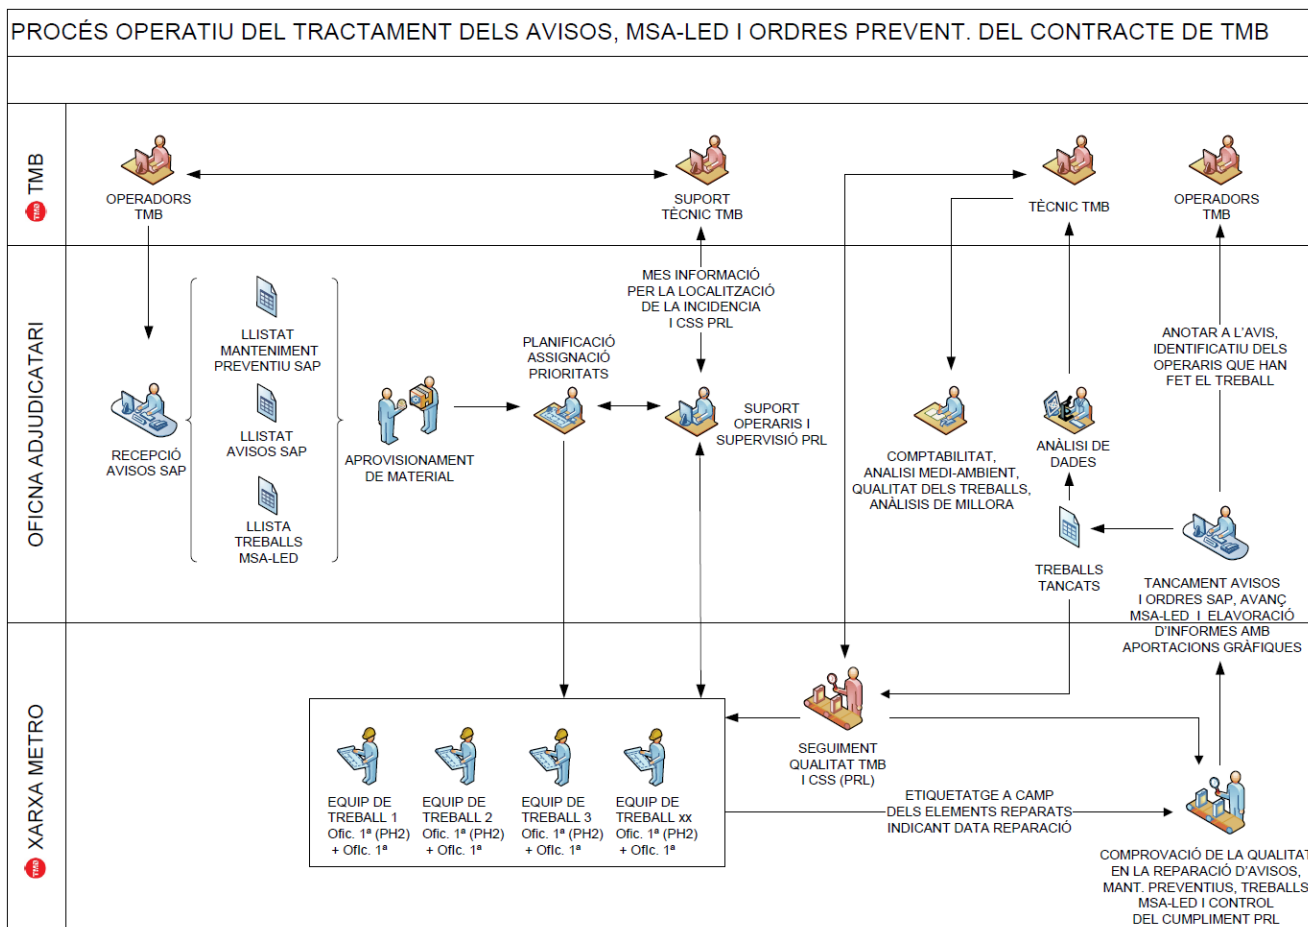 PROCÉS OPERATIU DEL TRACTAMENT DELS AVISOS, MSA-LED I ORDRES PREVENT. DEL CONTRACTE DE TMB
TMB
TMB
OPERADORS
TMB
SUPORT
TÈCNIC TMB
TÈCNIC TMB
OPERADORS
TMB
OFICNA ADJUDICATARI
RECEPCIÓ
AVISOS SAP
LLISTAT
MANTENIMENT
PREVENTIU SAP
LLISTAT
AVISOS SAP
LLISTA
TREBALLS
MSA-LED
APROVISIONAMENT
DE MATERIAL
PLANIFICACIÓ
ASSIGNACIÓ
PRIORITATS
MES INFORMACIÓ
PER LA LOCALITZACIÓ
DE LA INCIDENCIA
I CSS PRL
SUPORT
OPERARIS I
SUPERVISIÓ PRL
COMPTABILITAT,
ANALISI MEDI-AMBIENT,
QUALITAT DELS TREBALLS,
ANÀLISIS DE MILLORA
ANÀLISI DE
DADES
TREBALLS
TANCATS
ANOTAR A L'AVIS,
IDENTIFICATIU DELS
OPERARIS QUE HAN
FET EL TREBALL
TANCAMENT AVISOS
I ORDRES SAP, AVANÇ
MSA-LED I ELAVORACIÓ
D'INFORMES AMB
APORTACIONS GRÀFIQUES
XARXA METRO
TMB
EQUIP DE
TREBALL 1
Ofic. 1ª (PH2)
+ Ofic. 1ª
EQUIP DE
TREBALL 2
Ofic. 1ª (PH2)
+ Ofic. 1ª
EQUIP DE
TREBALL 3
Ofic. 1ª (PH2)
+ Ofic. 1ª
EQUIP DE
TREBALL xx
Ofic. 1ª (PH2)
+ Ofic. 1ª
SEGUIMENT
QUALITAT TMB
I CSS (PRL)
ETIQUETATGE A CAMP
DELS ELEMENTS REPARATS
INDICANT DATA REPARACIÓ
COMPROVACIÓ DE LA QUALITAT
EN LA REPARACIÓ D'AVISOS,
MANT. PREVENTIUS, TREBALLS
MSA-LED I CONTROL
DEL CUMPLIMENT PRL